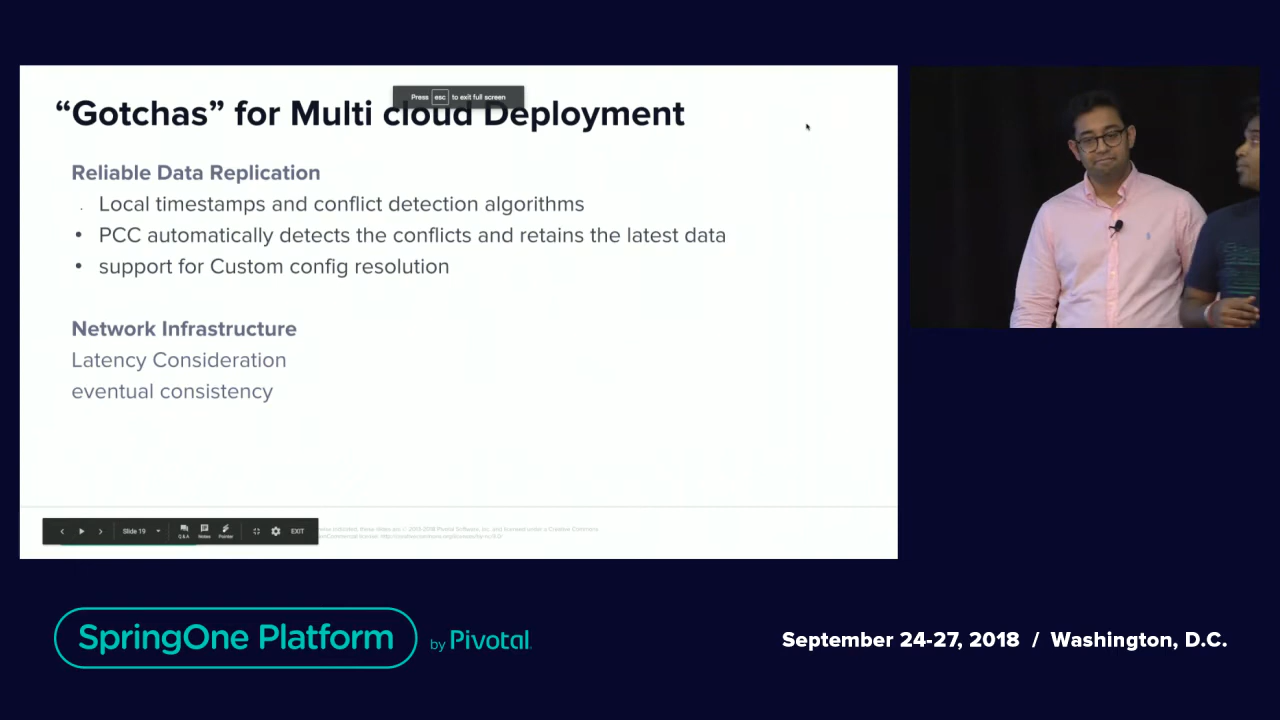 “Gotchas” for Multi cloud Deployment
Press esc to exit full screen
Reliable Data Replication
Local timestamps and conflict detection algorithms
• PCC automatically detects the conflicts and retains the latest data
• support for Custom config resolution
Network Infrastructure
Latency Consideration
eventual consistency
Slide 19
Q&A
Notes
Pointer
EXIT
SpringOne Platform by Pivotal.
September 24-27, 2018 / Washington, D.C.